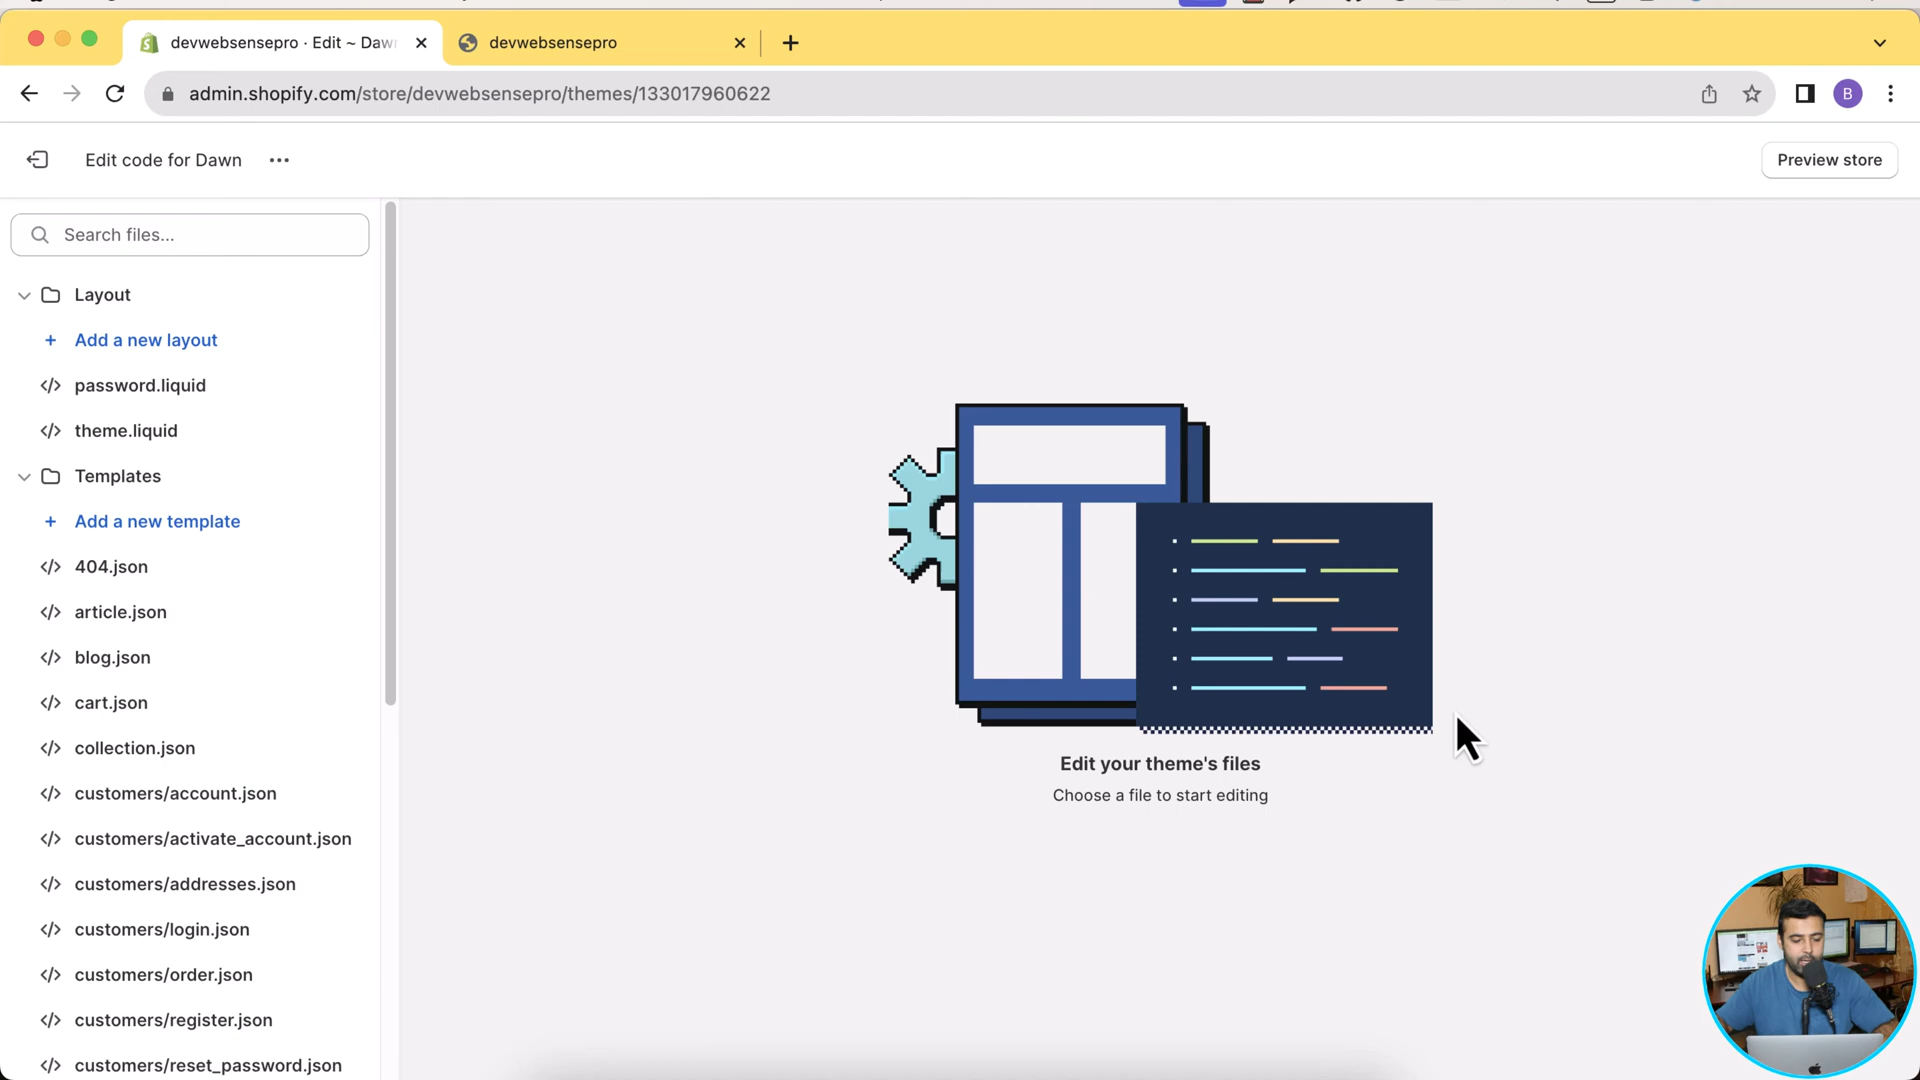 devwebsensepro · Edit ~ Daw
devwebsensepro
admin.shopify.com/store/devwebsensepro/themes/133017960622
B
Edit code for Dawn
Preview store
Search files...
Layout
Add a new layout
password.liquid
theme.liquid
Templates
Add a new template
404.json
article.json
blog.json
cart.json
collection.json
customers/account.json
customers/activate_account.json
customers/addresses.json
customers/login.json
customers/order.json
customers/register.json
customers/reset_password.json
Edit your theme's files
Choose a file to start editing